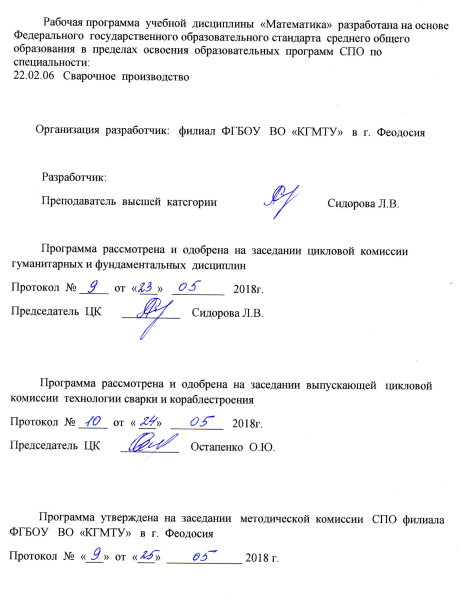 Рабочая программа учебной дисциплины «Математика» разработана на основе
Федерального государственного образовательного стандарта среднего общего
образования в пределах освоения образовательных программ СПО по
специальности:
22.02.06 Сварочное производство
Организация разработчик: филиал ФГБОУ ВО «КГМТУ» в г. Феодосия
Разработчик:
Преподаватель высшей категории Сидорова Л.В.
Программа рассмотрена и одобрена на заседании цикловой комиссии
гуманитарных и фундаментальных дисциплин
Протокол № 9 от «23» 05 2018г.
Председатель ЦК Сидорова Л.В.
Программа рассмотрена и одобрена на заседании выпускающей цикловой
комиссии технологии сварки и кораблестроения
Протокол № 10 от «24» 05 2018г.
Председатель ЦК Остапенко О.Ю.
Программа утверждена на заседании методической комиссии СПО филиала
ФГБОУ ВО «КГМТУ» в г. Феодосия
Протокол № «9» от «25» 05 2018 г.